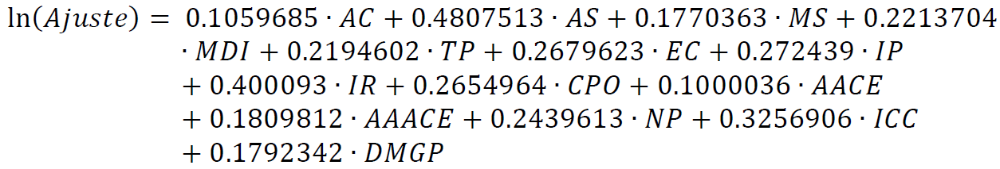 ln(Ajuste) = 0.1059685 · AC + 0.4807513 · AS + 0.1770363 · MS + 0.2213704
· MDI + 0.2194602 · TP + 0.2679623 · EC + 0.272439 · IP
+ 0.400093 · IR + 0.2654964 · CPO + 0.1000036 · AACE
+ 0.1809812 · AAACE + 0.2439613 · NP + 0.3256906 · ICC
+ 0.1792342 · DMGP